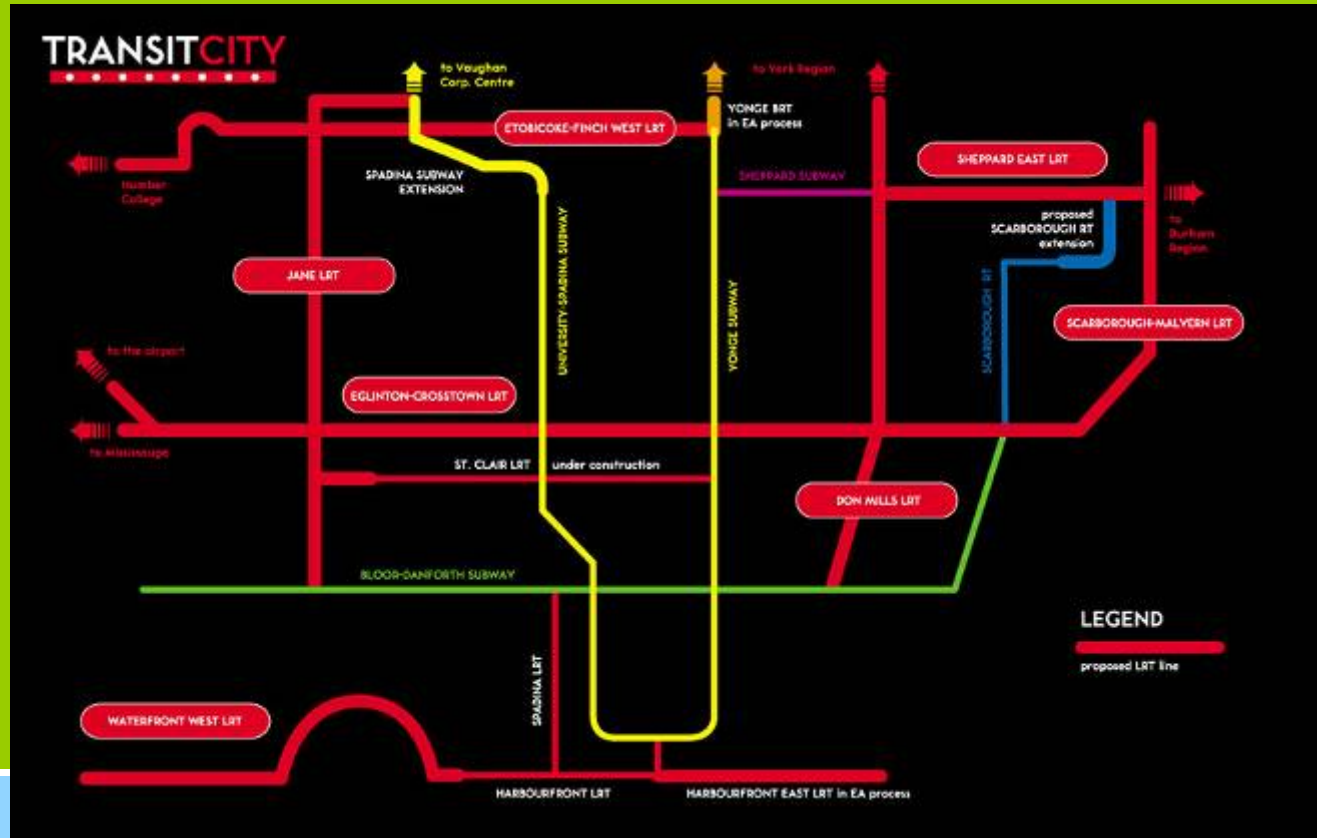 TRANSITCITY
to Vaughan
Corp. Centre
to York Region
YONGE BRT
in EA process
ETOBICOKE-FINCH WEST LRT
SHEPPARD EAST LRT
SPADINA SUBWAY
EXTENSION
SHEPPARD SUBWAY
Humber
College
proposed
SCARBOROUGH RT
extension
to
Durham
Region
JANE LRT
UNIVERSITY-SPADINA SUBWAY
YONGE SUBWAY
SCARBOROUGH RT
SCARBOROUGH-MALVERN LRT
to the airport
EGLINTON-CROSSTOWN LRT
to Mississauga
ST. CLAIR LRT
under construction
DON MILLS LRT
BLOOR-DANFORTH SUBWAY
LEGEND
proposed LRT line
SPADINA LRT
WATERFRONT WEST LRT
HARBOURFRONT LRT
HARBOURFRONT EAST LRT in EA process